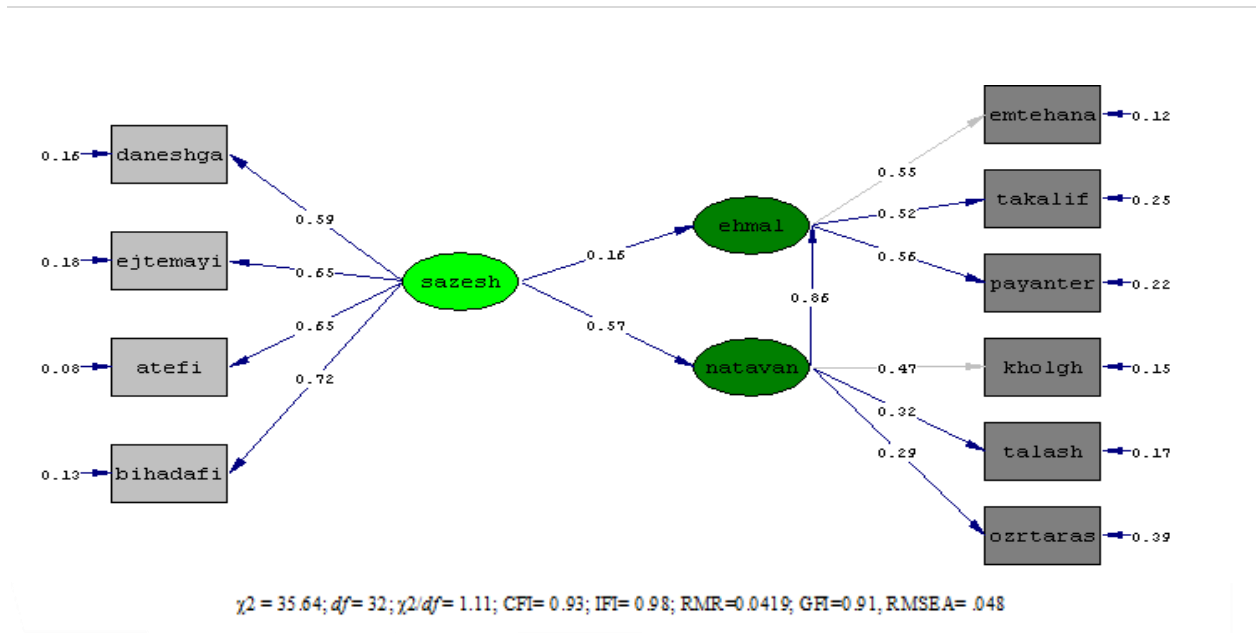 emtehana
0.12
daneshga
0.15
0.55
0.59
takalif
0.25
0.52
ehmal
ejtemayi
0.18
0.65
0.16
0.56
payanter
0.22
sazesh
0.86
0.65
0.57
atefi
0.08
natavan
0.47
kholgh
0.15
0.72
0.32
talash
0.17
0.29
bihadafi
0.13
ozrtaras
0.39
χ2 = 35.64; df = 32; χ2/df = 1.11; CFI= 0.93; IFI= 0.98; RMR=0.0419; GFI=0.91, RMSEA= .048